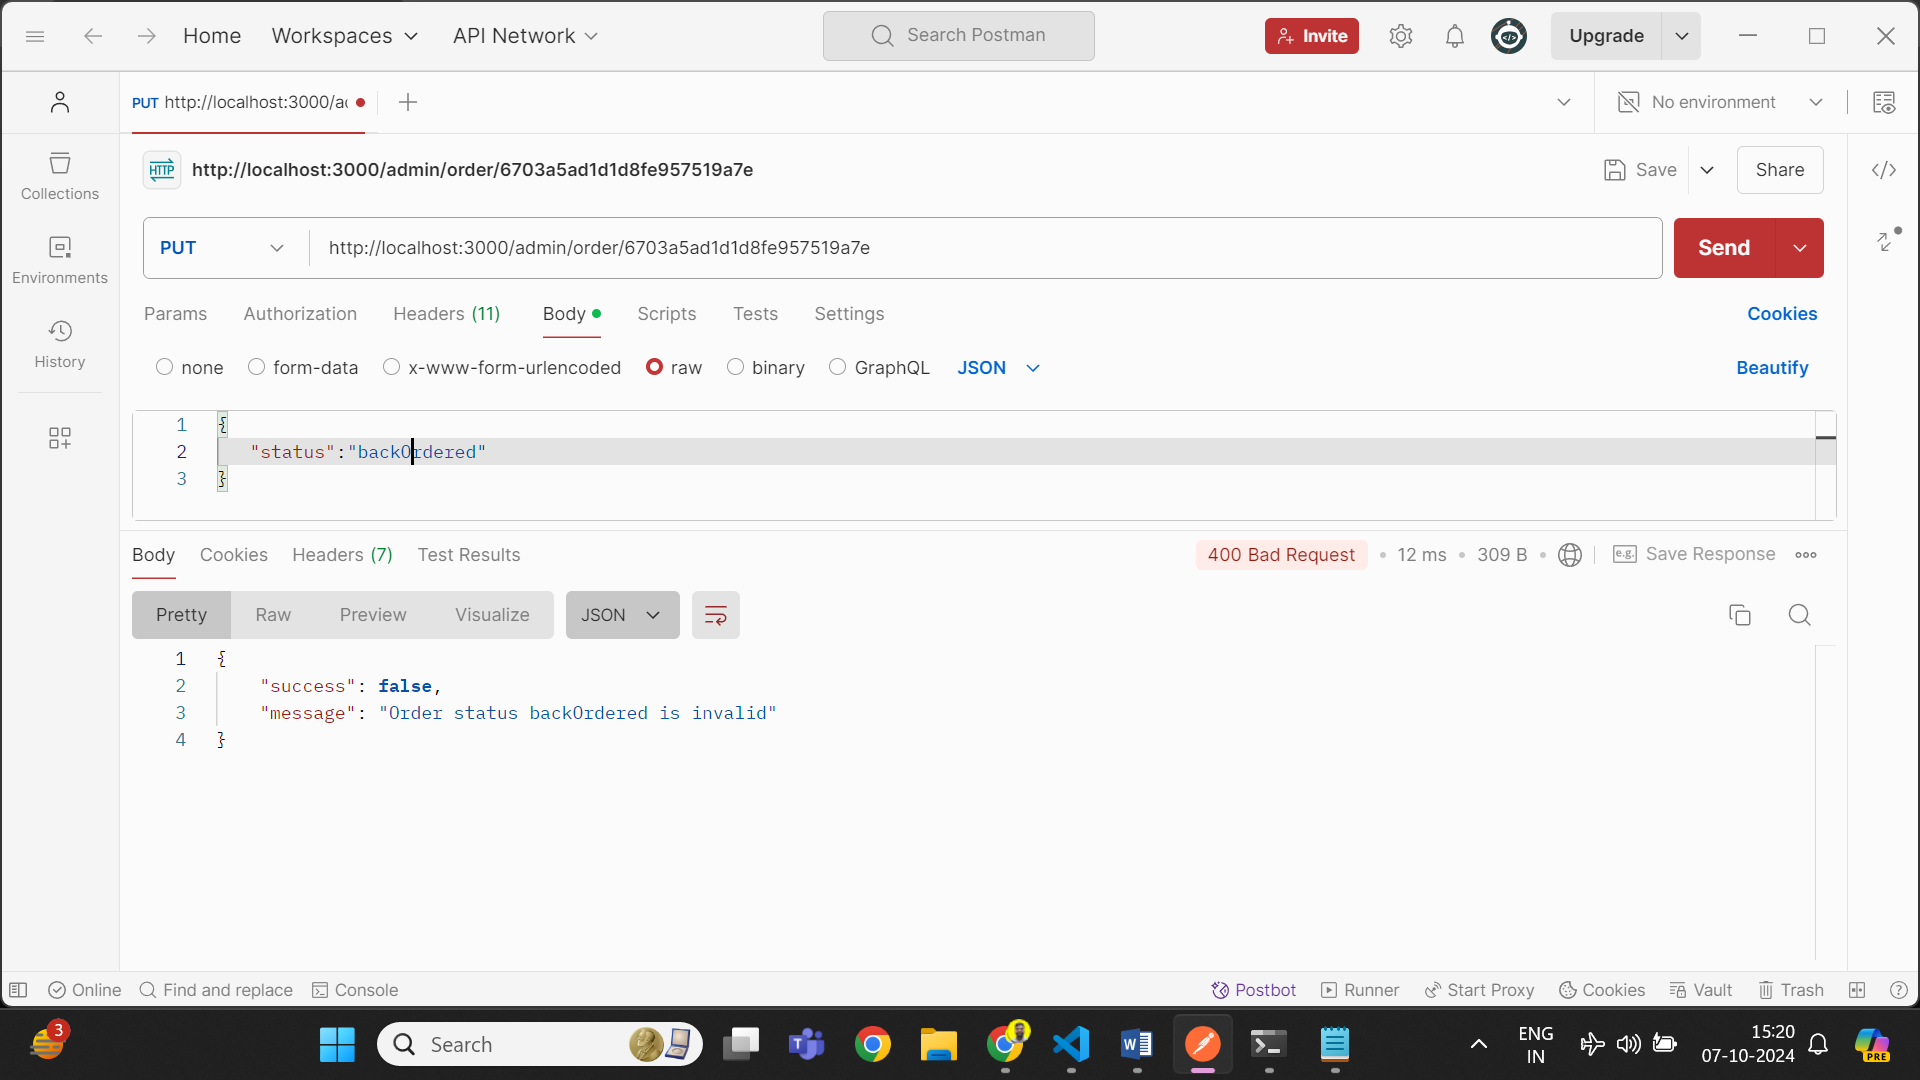 Home Workspaces API Network Search Postman Invite Upgrade
PUT http://localhost:3000/ac No environment
HTTP http://localhost:3000/admin/order/6703a5ad1d1d8fe957519a7e Save Share
Collections
PUT http://localhost:3000/admin/order/6703a5ad1d1d8fe957519a7e Send
Environments
Params Authorization Headers (11) Body Scripts Tests Settings Cookies
History
none form-data x-www-form-urlencoded raw binary GraphQL JSON Beautify
1 {
2 "status":"backOrdered"
3 }
Body Cookies Headers (7) Test Results 400 Bad Request • 12 ms • 309 B • e.g. Save Response
Pretty Raw Preview Visualize JSON
1 {
2 "success": false,
3 "message": "Order status backOrdered is invalid"
4 }
Online Find and replace Console Postbot Runner Start Proxy Cookies Vault Trash
3 Search ENG 15:20
IN 07-10-2024 PRE